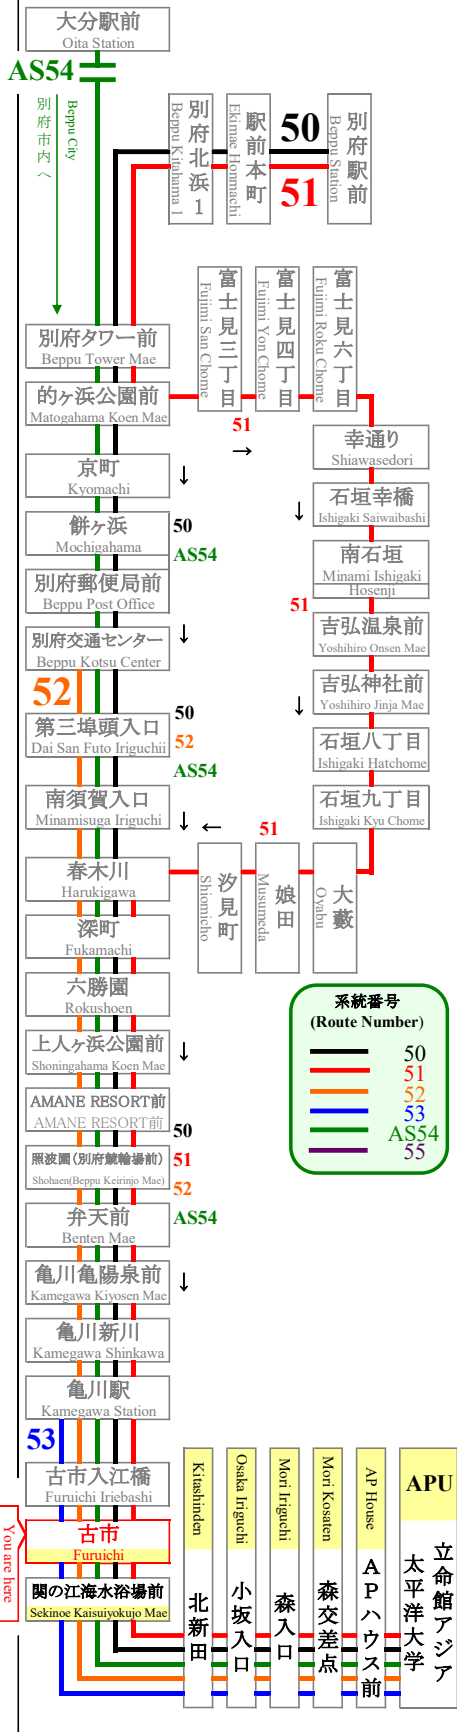 大分駅前
Oita Station
AS54
Beppu City
別府市内へ
別府北浜1
Beppu Kitahama 1
駅前本町
Ekimae Honmachi
50
51
別府駅前
Beppu Station
別府タワー前
Beppu Tower Mae
的ヶ浜公園前
Matogahama Koen Mae
富士見三丁目
Fujimi San Chome
富士見四丁目
Fujimi Yon Chome
富士見六丁目
Fujimi Roku Chome
51
→
幸通り
Shiawasedori
京町
Kyomachi
↓
石垣幸橋
Ishigaki Saiwaibashi
↓
餅ヶ浜
Mochigahama
50
AS54
南石垣
Minami Ishigaki
Hosenji
別府郵便局前
Beppu Post Office
51
吉弘温泉前
Yoshihiro Onsen Mae
別府交通センター
Beppu Kotsu Center
↓
52
吉弘神社前
Yoshihiro Jinja Mae
↓
第三埠頭入口
Dai San Futo Iriguchii
50
52
AS54
石垣八丁目
Ishigaki Hatchome
南須賀入口
Minamisuga Iriguchi
↓
←
51
石垣九丁目
Ishigaki Kyu Chome
春木川
Harukigawa
汐見町
Shiomicho
娘田
Musumeda
大藪
Oyabu
深町
Fukamachi
六勝園
Rokushoen
上人ヶ浜公園前
Shoningahama Koen Mae
↓
系統番号
(Route Number)
50
51
52
53
AS54
55
AMANE RESORT前
AMANE RESORT前
50
照波園(別府競輪場前)
Shohaen(Beppu Keirinjo Mae)
51
52
弁天前
Benten Mae
AS54
亀川亀陽泉前
Kamegawa Kiyosen Mae
↓
亀川新川
Kamegawa Shinkawa
亀川駅
Kamegawa Station
53
古市入江橋
Furuichi Iriebashi
You are here
古市
Furuichi
関の江海水浴場前
Sekinoe Kaisuiyokujo Mae
Kitashinden
北新田
Osaka Iriguchi
小坂入口
Mori Iriguchi
森入口
Mori Kosaten
森交差点
AP House
APハウス前
APU
立命館アジア
太平洋大学